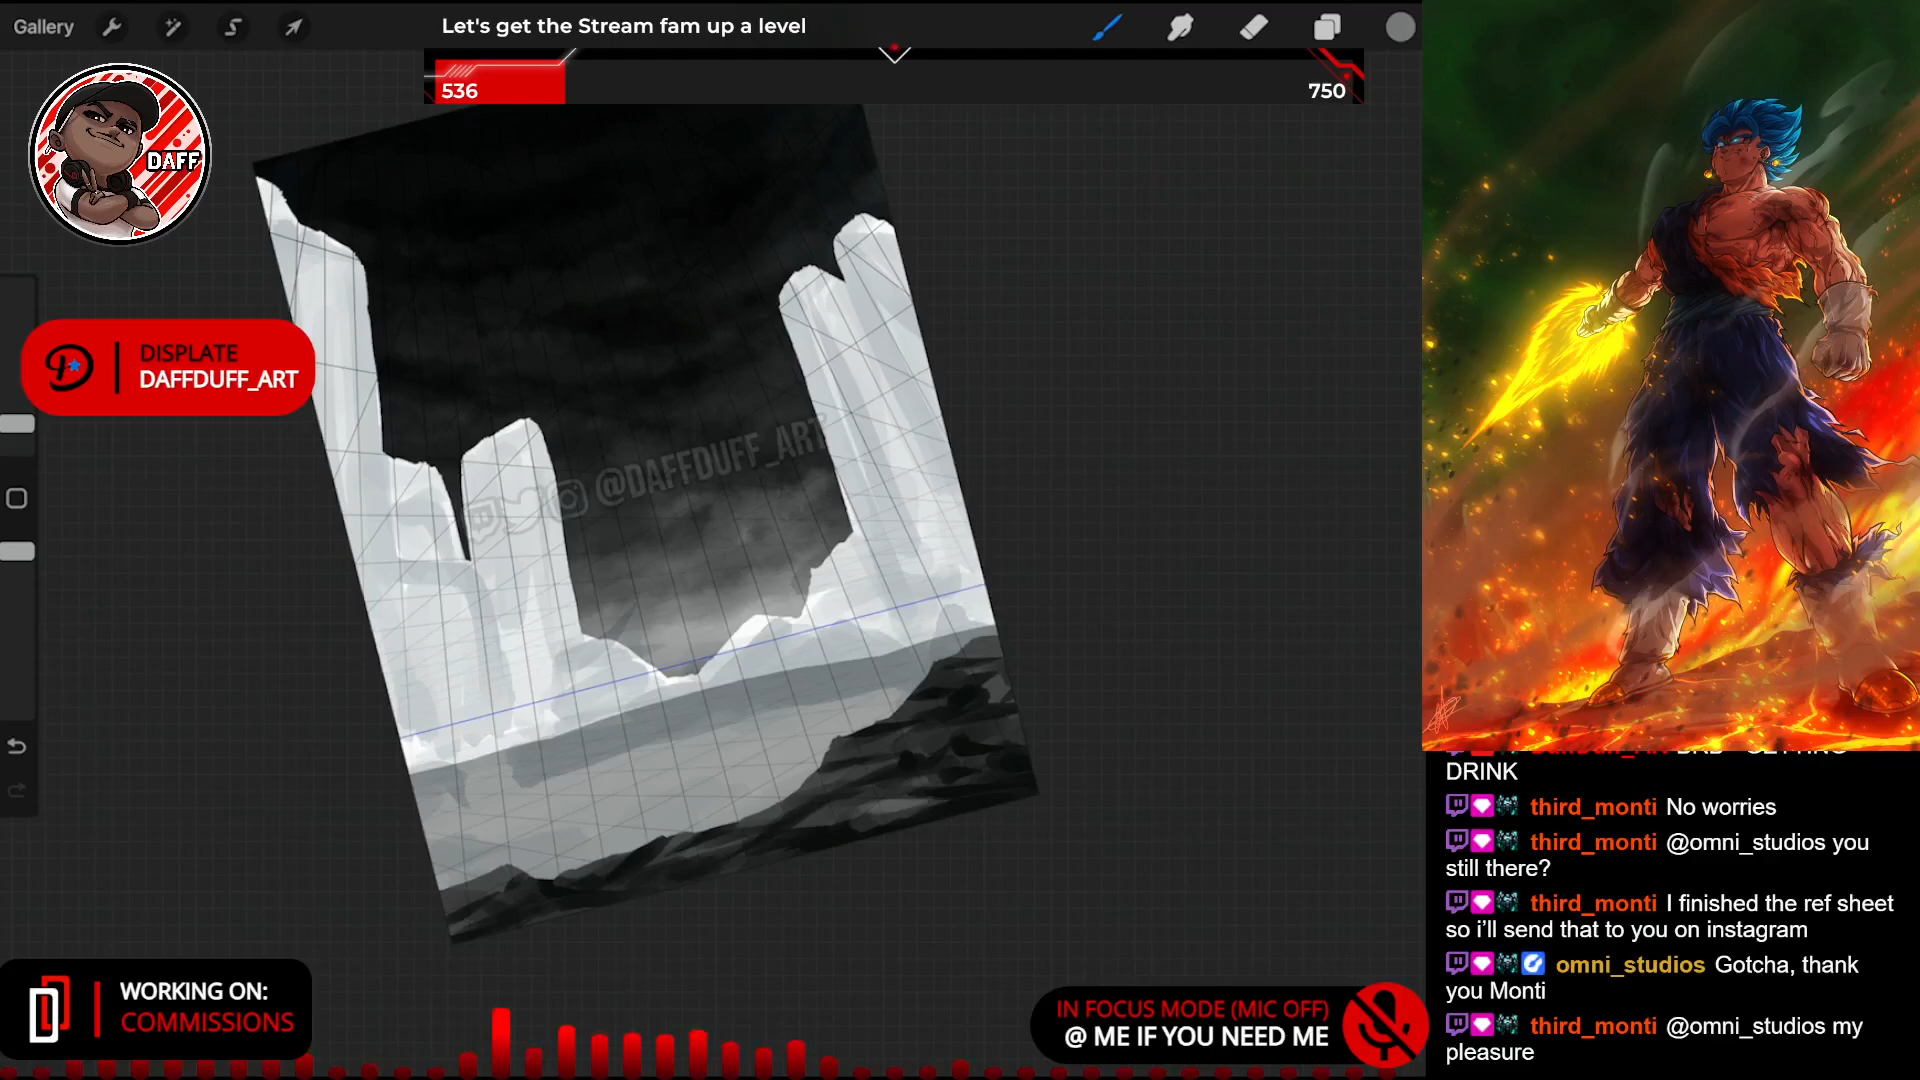 Gallery
Let's get the Stream fam up a level
536
750
DAFF
DISPLATE
DAFFDUFF_ART
@DAFFDUFF_ART
DRINK
third_monti No worries
third_monti @omni_studios you
still there?
third_monti I finished the ref sheet
so i'll send that to you on instagram
omni_studios Gotcha, thank
you Monti
third_monti @omni_studios my
pleasure
WORKING ON:
COMMISSIONS
IN FOCUS MODE (MIC OFF)
@ ME IF YOU NEED ME